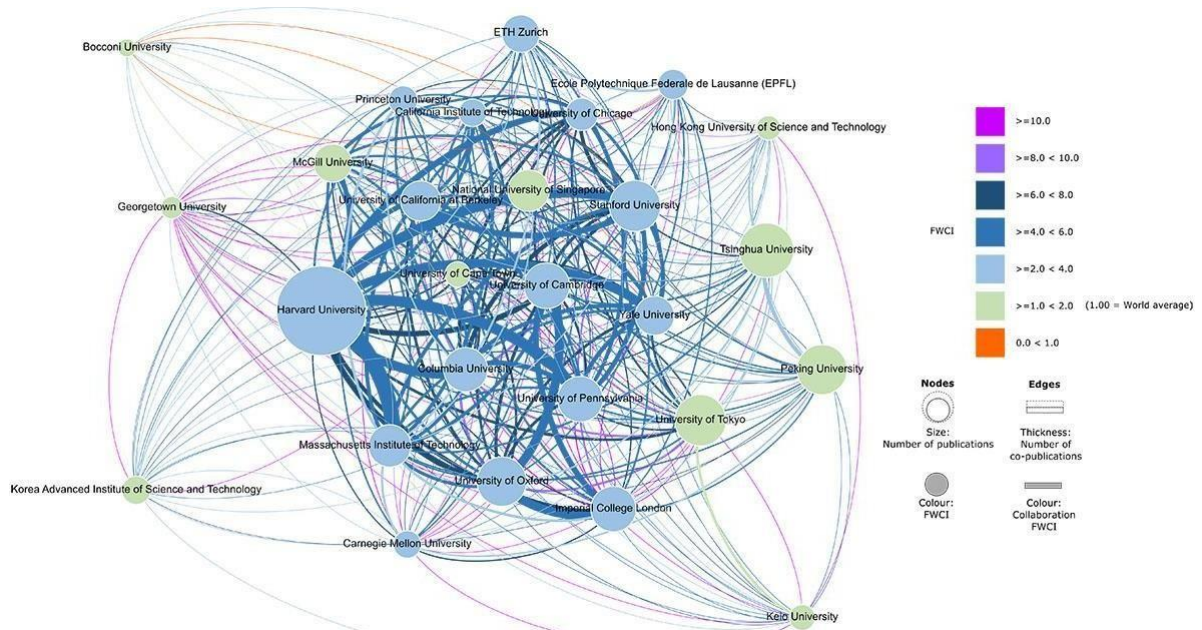 ETH Zurich
Bocconi University
Ecole Polytechnique Federale de Lausanne (EPFL)
Princeton University
California Institute of Technology
University of Chicago
Hong Kong University of Science and Technology
McGill University
National University of Singapore
University of California at Berkeley
Stanford University
Georgetown University
Tsinghua University
University of Cape Town
University of Cambridge
Harvard University
Yale University
Columbia University
Peking University
University of Pennsylvania
University of Tokyo
Massachusetts Institute of Technology
University of Oxford
Korea Advanced Institute of Science and Technology
Imperial College London
Carnegie Mellon University
Keio University
FWCI
>=10.0
>=8.0 < 10.0
>=6.0 < 8.0
>=4.0 < 6.0
>=2.0 < 4.0
>=1.0 < 2.0 (1.00 = World average)
0.0 < 1.0
Nodes
Size:
Number of publications
Colour:
FWCI
Edges
Thickness:
Number of
co-publications
Colour:
Collaboration
FWCI